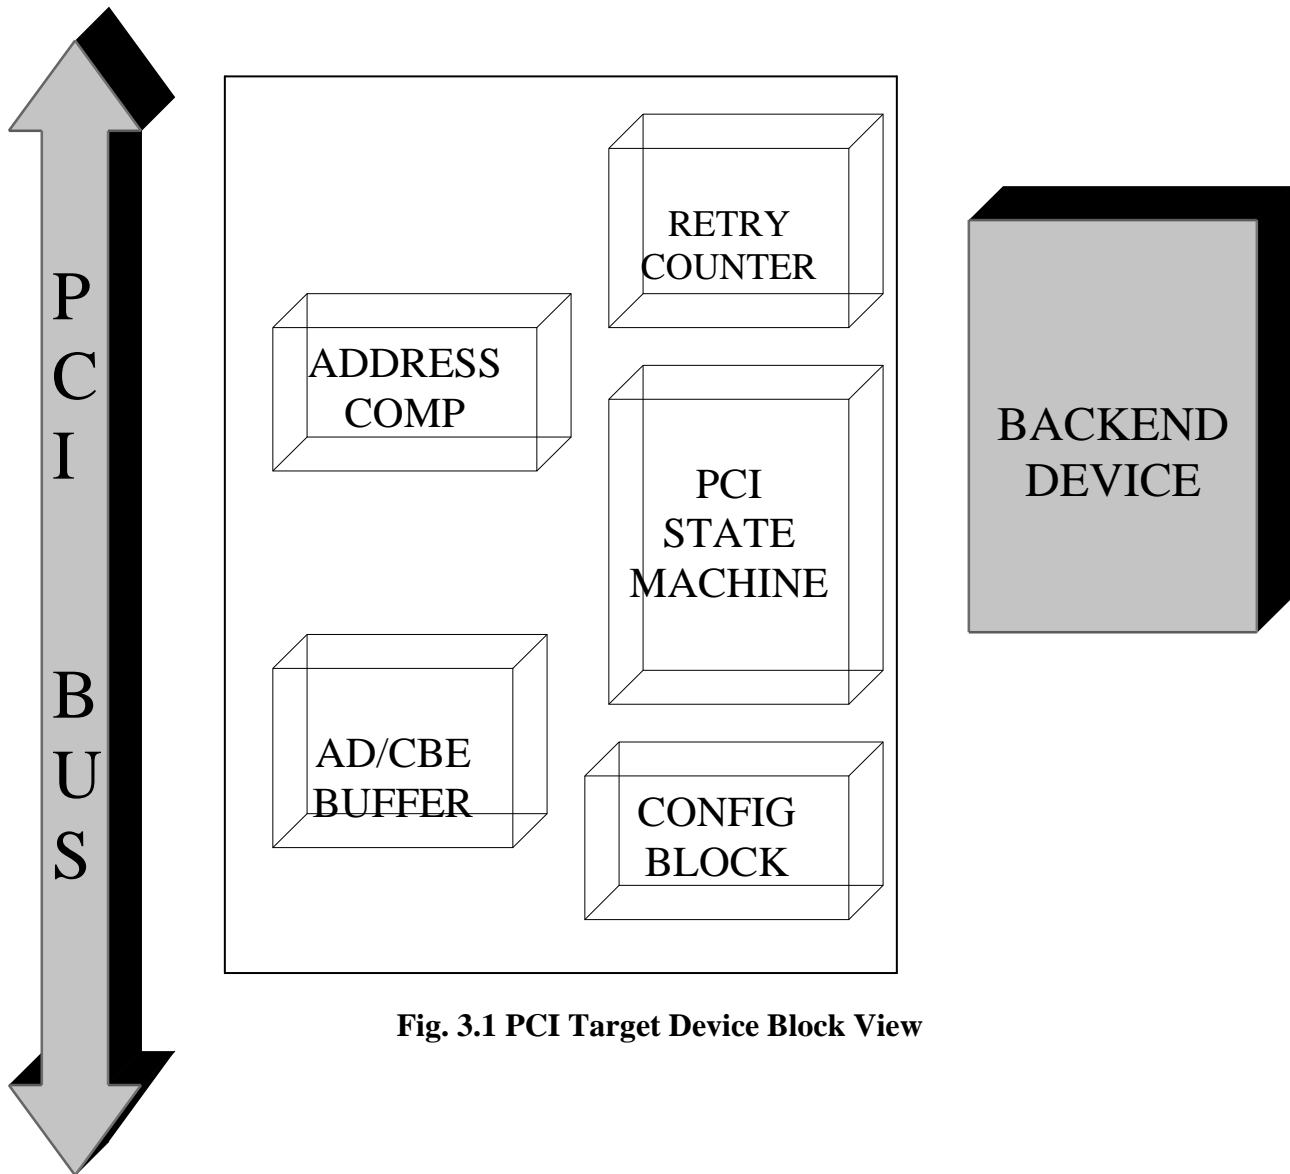 P
C
I
B
U
S
RETRY
COUNTER
ADDRESS
COMP
PCI
STATE
MACHINE
AD/CBE
BUFFER
CONFIG
BLOCK
BACKEND
DEVICE
Fig. 3.1 PCI Target Device Block View